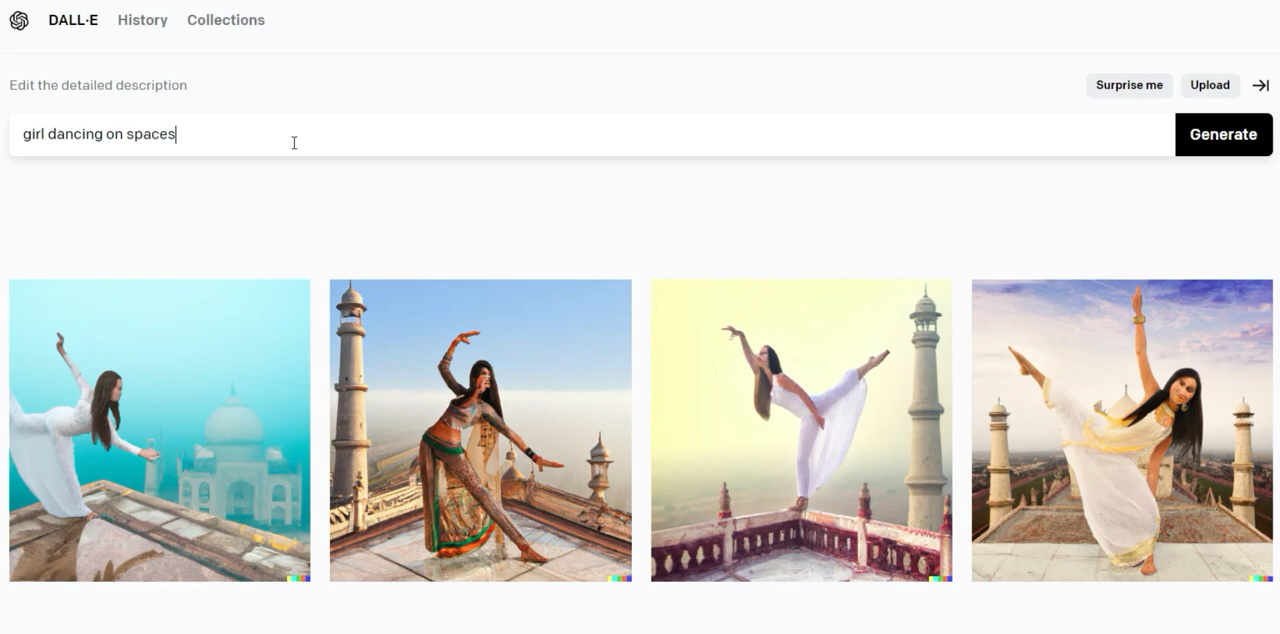 DALL·E History Collections
Edit the detailed description
Surprise me Upload
girl dancing on spaces
Generate